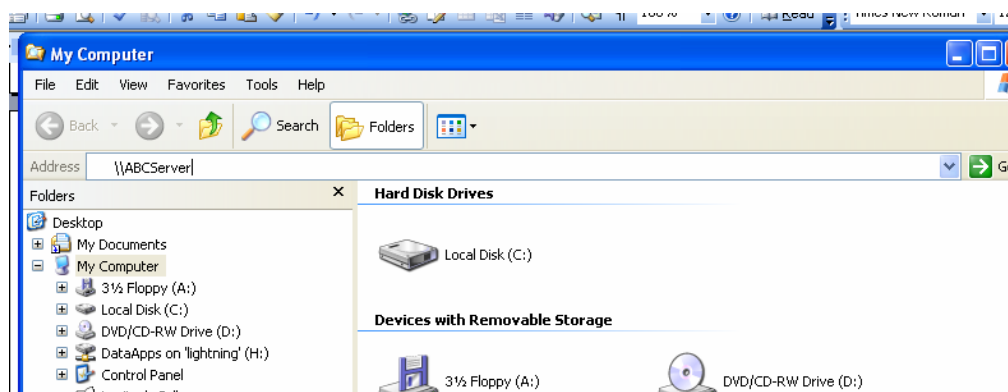 100%
Read
Times New Roman
My Computer
File Edit View Favorites Tools Help
Back
Search
Folders
Address \\ABCServer
Folders X
Desktop
My Documents
My Computer
3½ Floppy (A:)
Local Disk (C:)
DVD/CD-RW Drive (D:)
DataApps on 'lightning' (H:)
Control Panel
Hard Disk Drives
Local Disk (C:)
Devices with Removable Storage
3½ Floppy (A:)
DVD/CD-RW Drive (D:)